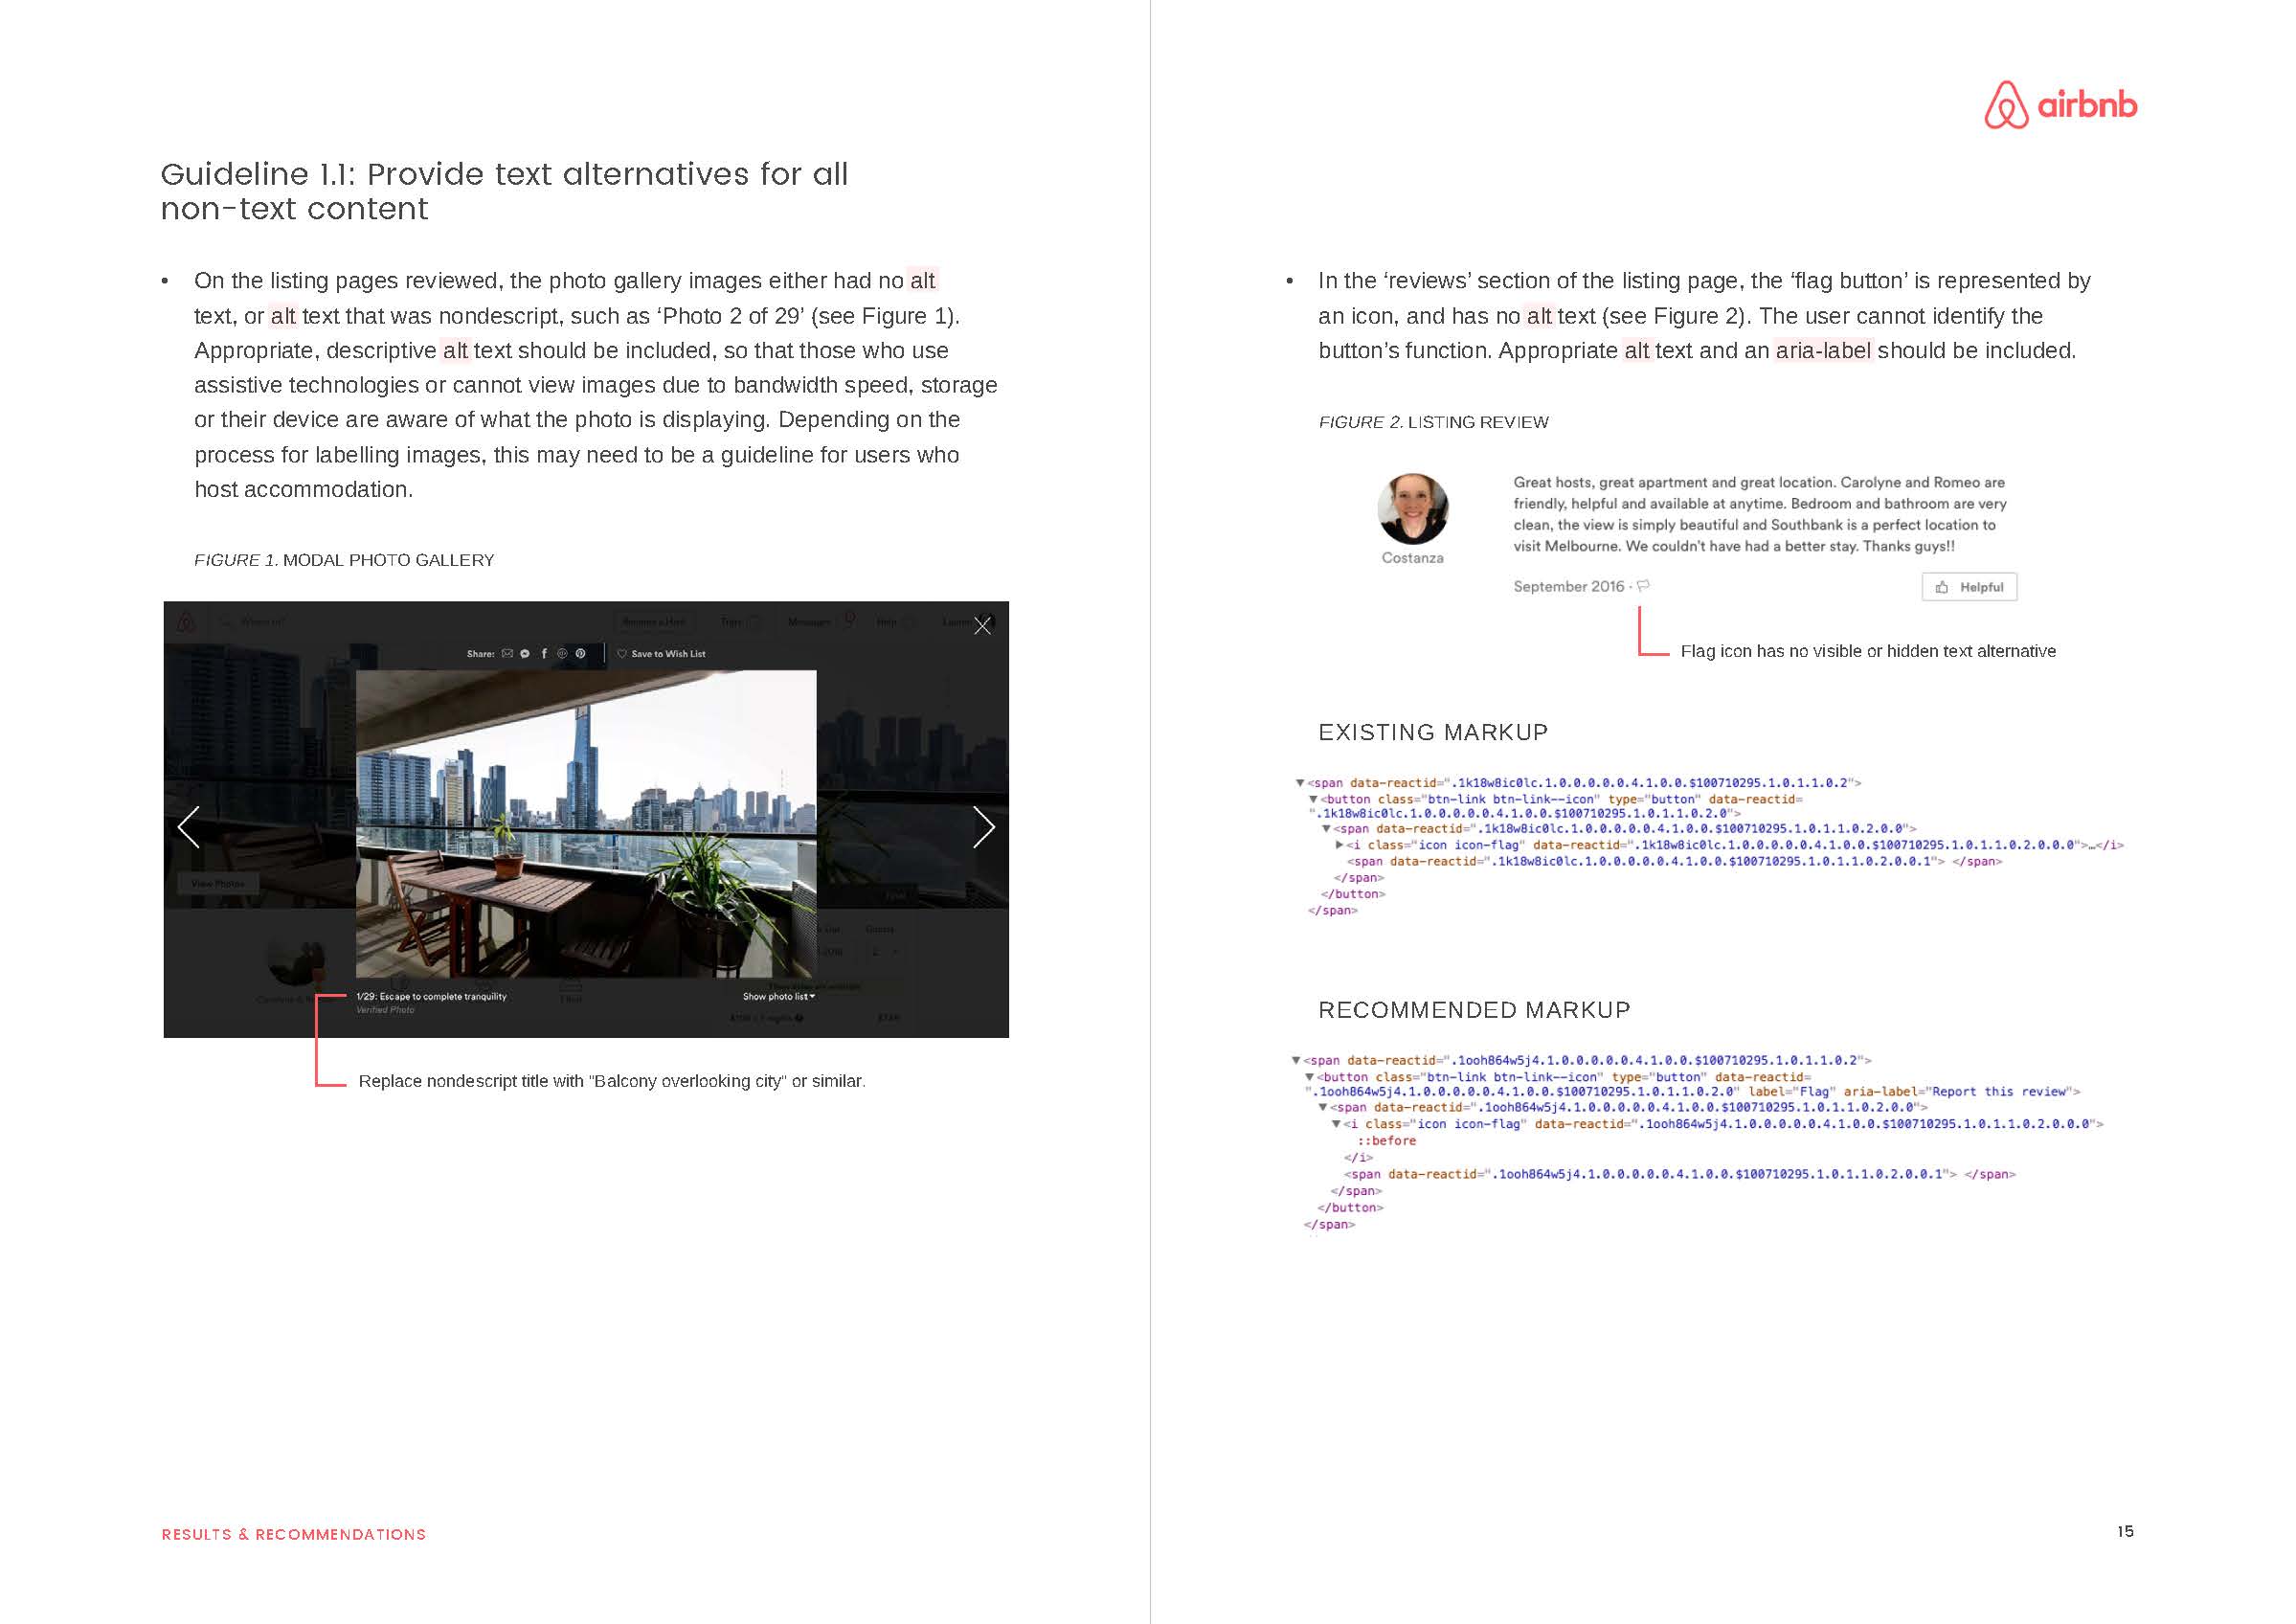 airbnb
Guideline 1.1: Provide text alternatives for all
non-text content
• On the listing pages reviewed, the photo gallery images either had no alt
text, or alt text that was nondescript, such as ‘Photo 2 of 29’ (see Figure 1).
Appropriate, descriptive alt text should be included, so that those who use
assistive technologies or cannot view images due to bandwidth speed, storage
or their device are aware of what the photo is displaying. Depending on the
process for labelling images, this may need to be a guideline for users who
host accommodation.
FIGURE 1. MODAL PHOTO GALLERY
Become a Host Trips Messages Help
Share: Save to Wish List
View Photos
1/29: Escape to complete tranquility Show photo list
Verified Photo
Replace nondescript title with "Balcony overlooking city" or similar.
• In the ‘reviews’ section of the listing page, the ‘flag button’ is represented by
an icon, and has no alt text (see Figure 2). The user cannot identify the
button’s function. Appropriate alt text and an aria-label should be included.
FIGURE 2. LISTING REVIEW
Great hosts, great apartment and great location. Carolyne and Romeo are
friendly, helpful and available at anytime. Bedroom and bathroom are very
clean, the view is simply beautiful and Southbank is a perfect location to
visit Melbourne. We couldn't have had a better stay. Thanks guys!!
Costanza
September 2016 · Helpful
Flag icon has no visible or hidden text alternative
EXISTING MARKUP
▼<span data-reactid=".1k18w8ic0lc.1.0.0.0.0.0.4.1.0.0.$100710295.1.0.1.1.0.2">
▼<button class="btn-link btn-link--icon" type="button" data-reactid=
".1k18w8ic0lc.1.0.0.0.0.0.4.1.0.0.$100710295.1.0.1.1.0.2.0">
▼<span data-reactid=".1k18w8ic0lc.1.0.0.0.0.0.4.1.0.0.$100710295.1.0.1.1.0.2.0.0">
▶<i class="icon icon-flag" data-reactid=".1k18w8ic0lc.1.0.0.0.0.0.4.1.0.0.$100710295.1.0.1.1.0.2.0.0.0">…</i>
<span data-reactid=".1k18w8ic0lc.1.0.0.0.0.0.4.1.0.0.$100710295.1.0.1.1.0.2.0.0.1"> </span>
</span>
</button>
</span>
RECOMMENDED MARKUP
▼<span data-reactid=".1ooh864w5j4.1.0.0.0.0.0.4.1.0.0.$100710295.1.0.1.1.0.2">
▼<button class="btn-link btn-link--icon" type="button" data-reactid=
".1ooh864w5j4.1.0.0.0.0.0.4.1.0.0.$100710295.1.0.1.1.0.2.0" label="Flag" aria-label="Report this review">
▼<span data-reactid=".1ooh864w5j4.1.0.0.0.0.0.4.1.0.0.$100710295.1.0.1.1.0.2.0.0">
▼<i class="icon icon-flag" data-reactid=".1ooh864w5j4.1.0.0.0.0.0.4.1.0.0.$100710295.1.0.1.1.0.2.0.0.0">
::before
</i>
<span data-reactid=".1ooh864w5j4.1.0.0.0.0.0.4.1.0.0.$100710295.1.0.1.1.0.2.0.0.1"> </span>
</span>
</button>
</span>
RESULTS & RECOMMENDATIONS
15